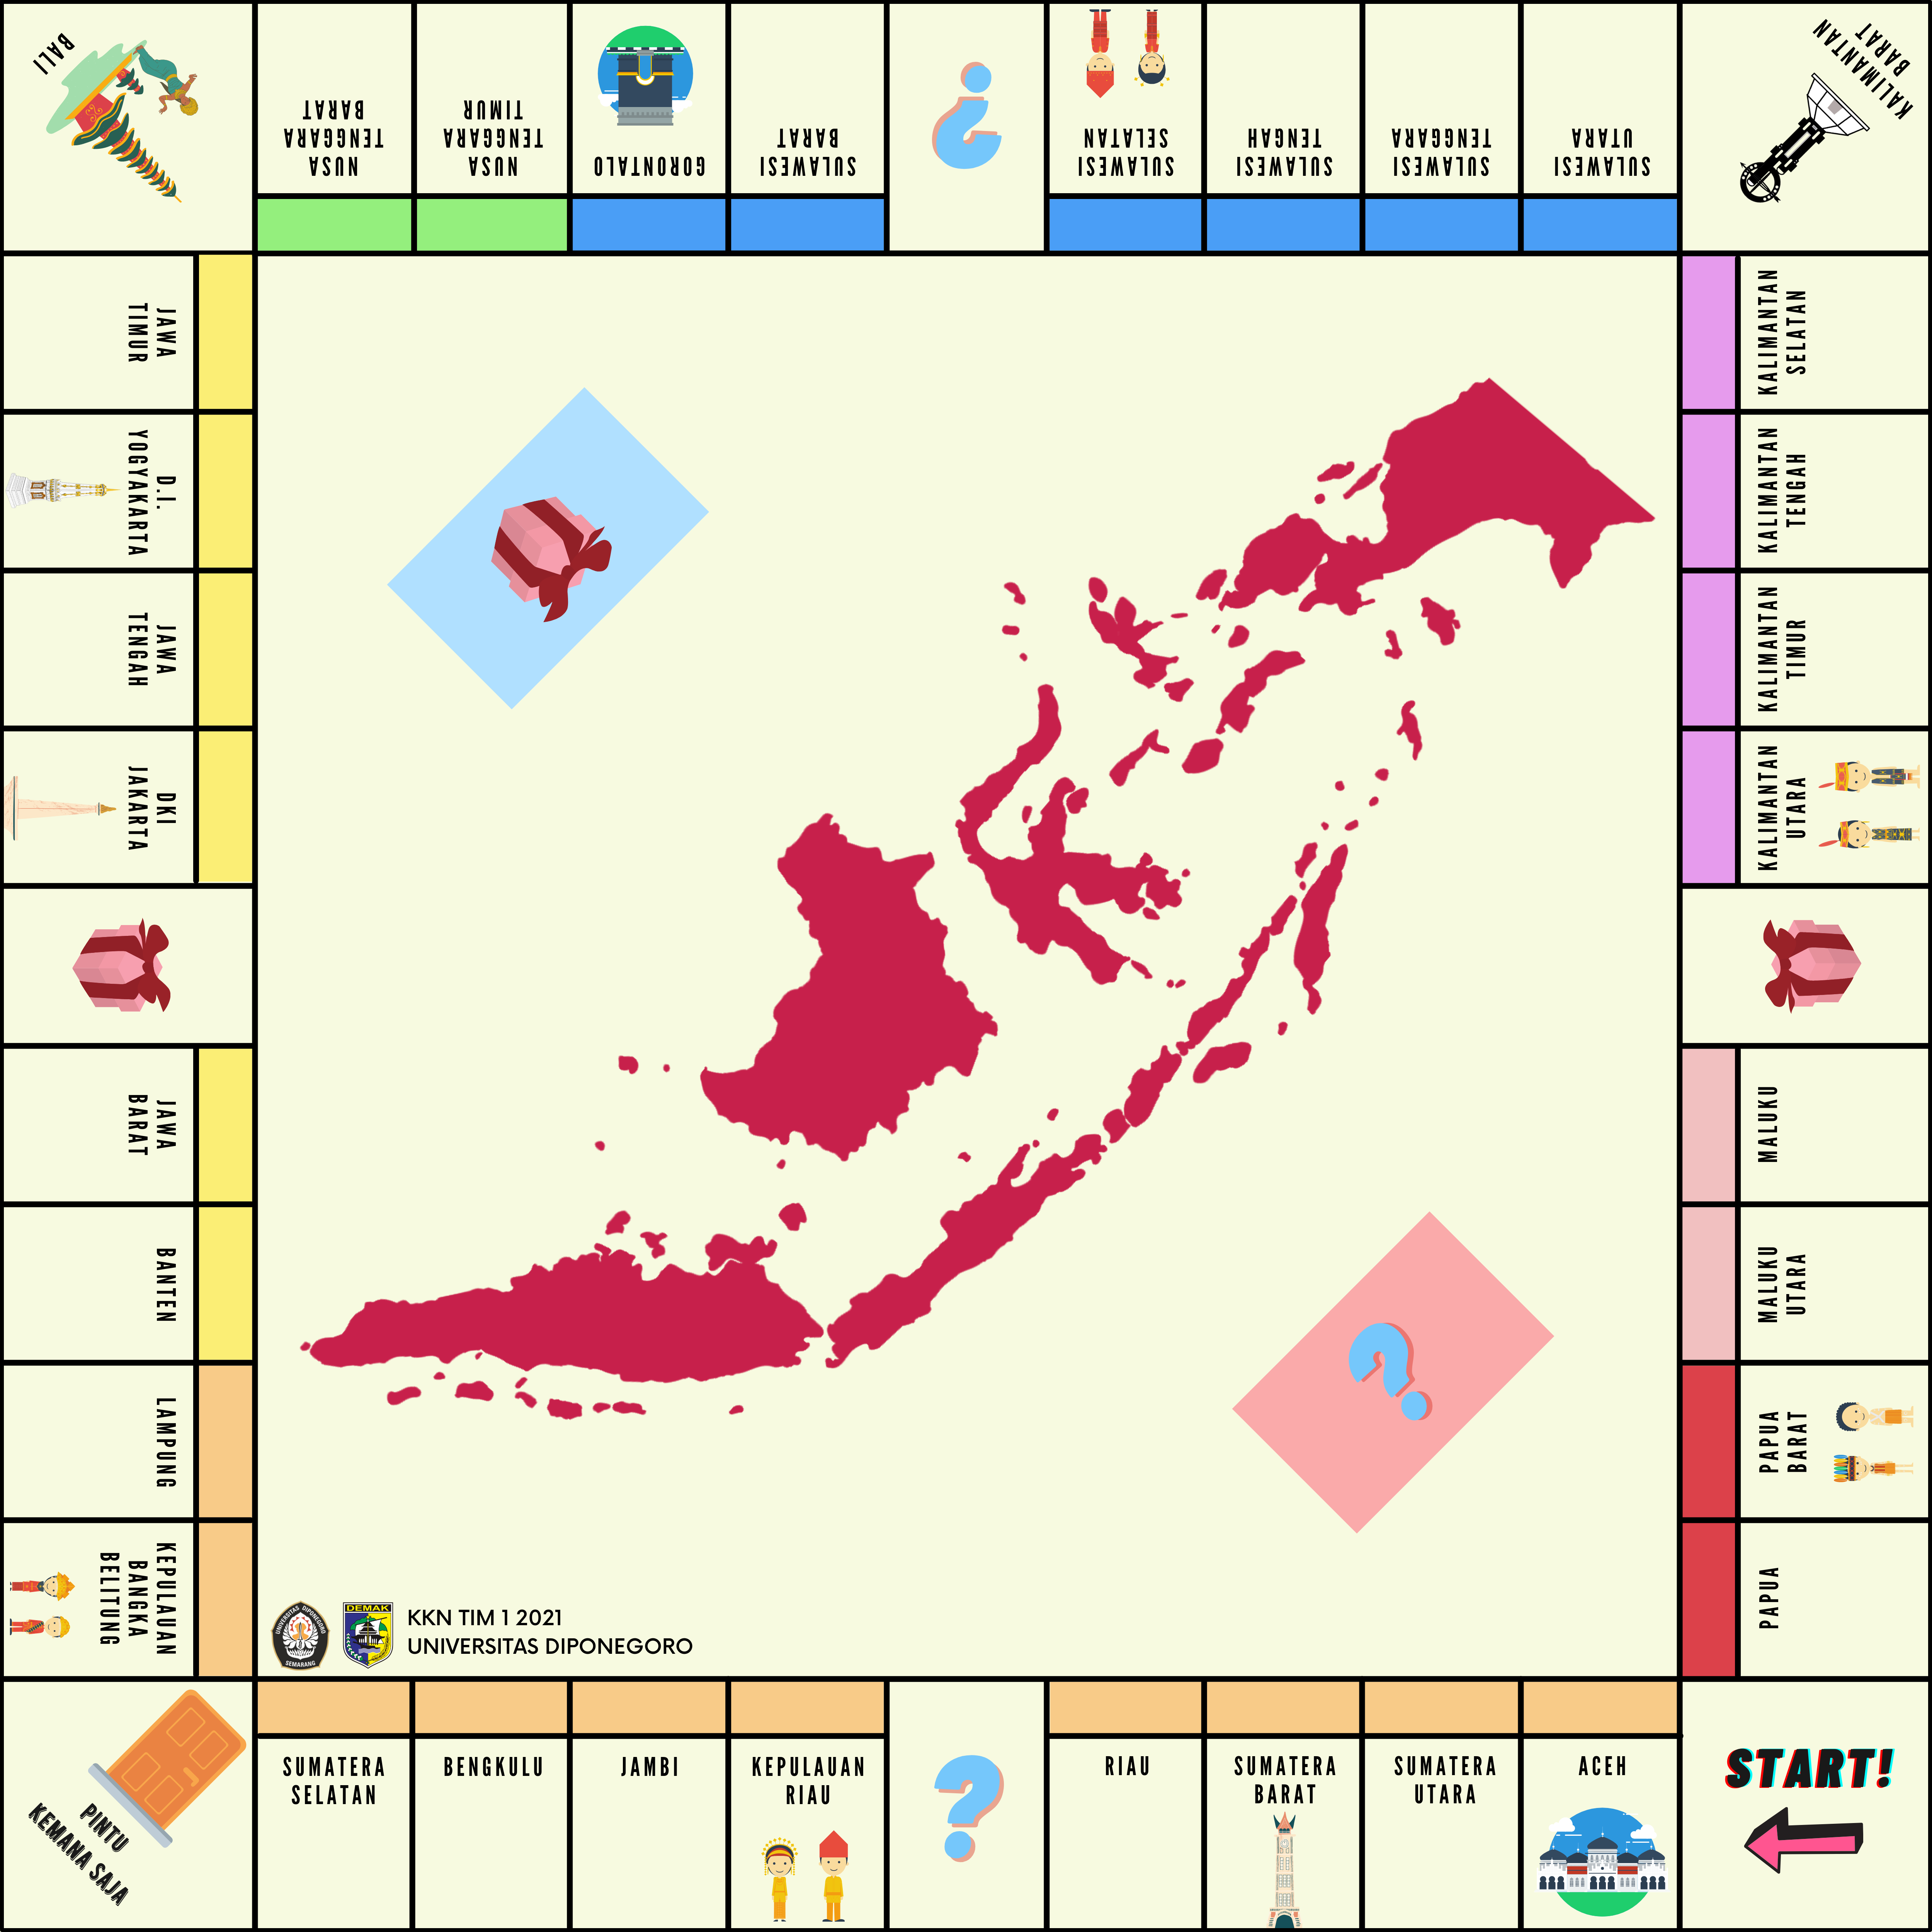 BALI
NUSA
TENGGARA
BARAT
NUSA
TENGGARA
TIMUR
GORONTALO
SULAWESI
BARAT
?
SULAWESI
SELATAN
SULAWESI
TENGAH
SULAWESI
TENGGARA
SULAWESI
UTARA
KALIMANTAN
BARAT
KALIMANTAN
SELATAN
KALIMANTAN
TENGAH
KALIMANTAN
TIMUR
KALIMANTAN
UTARA
MALUKU
MALUKU
UTARA
PAPUA
BARAT
PAPUA
JAWA
TIMUR
D.I.
YOGYAKARTA
JAWA
TENGAH
DKI
JAKARTA
JAWA
BARAT
BANTEN
LAMPUNG
KEPULAUAN
BANGKA
BELITUNG
?
UNIVERSITAS DIPONEGORO
SEMARANG
DEMAK
KKN TIM 1 2021
UNIVERSITAS DIPONEGORO
PINTU
KEMANA SAJA
SUMATERA
SELATAN
BENGKULU
JAMBI
KEPULAUAN
RIAU
?
RIAU
SUMATERA
BARAT
SUMATERA
UTARA
ACEH
START!